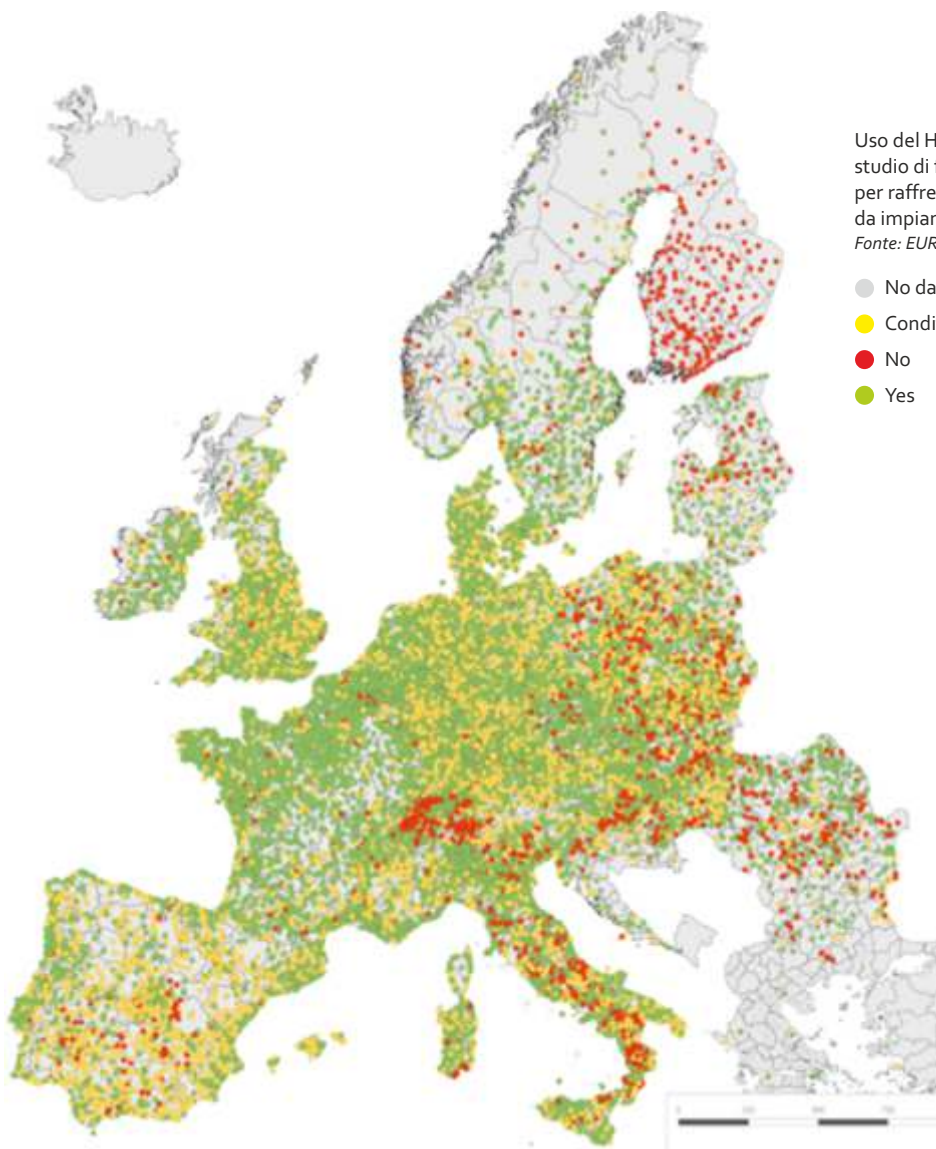 Uso del H
studio di f
per raffre
da impian
Fonte: EUR
No da
Condi
No
Yes